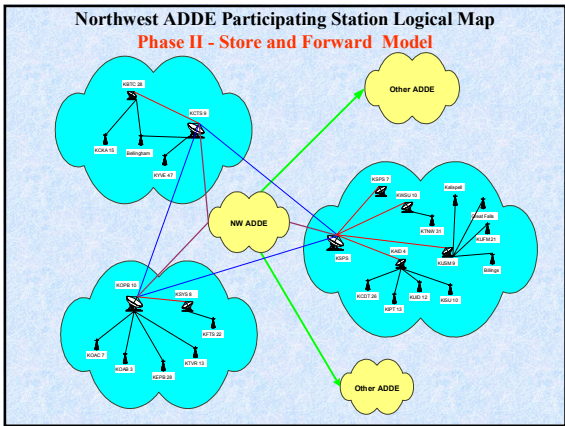 Northwest ADDE Participating Station Logical Map
Phase II - Store and Forward Model
KBTC 28
KCTS 9
KOKA 15
Bellingham
KYVE 47
Other ADDE
NW ADDE
KSPS 7
KWSU 10
Kalispell
Great Falls
KTNW 31
KUFM 21
KSPS
KAID 4
KUSM 9
Billings
KCDT 26
KIPT 13
KUID 12
KISU 10
KOPB 10
KSYS 8
KFTS 22
KOAC 7
KOAB 3
KEPB 28
KTVR 13
Other ADDE